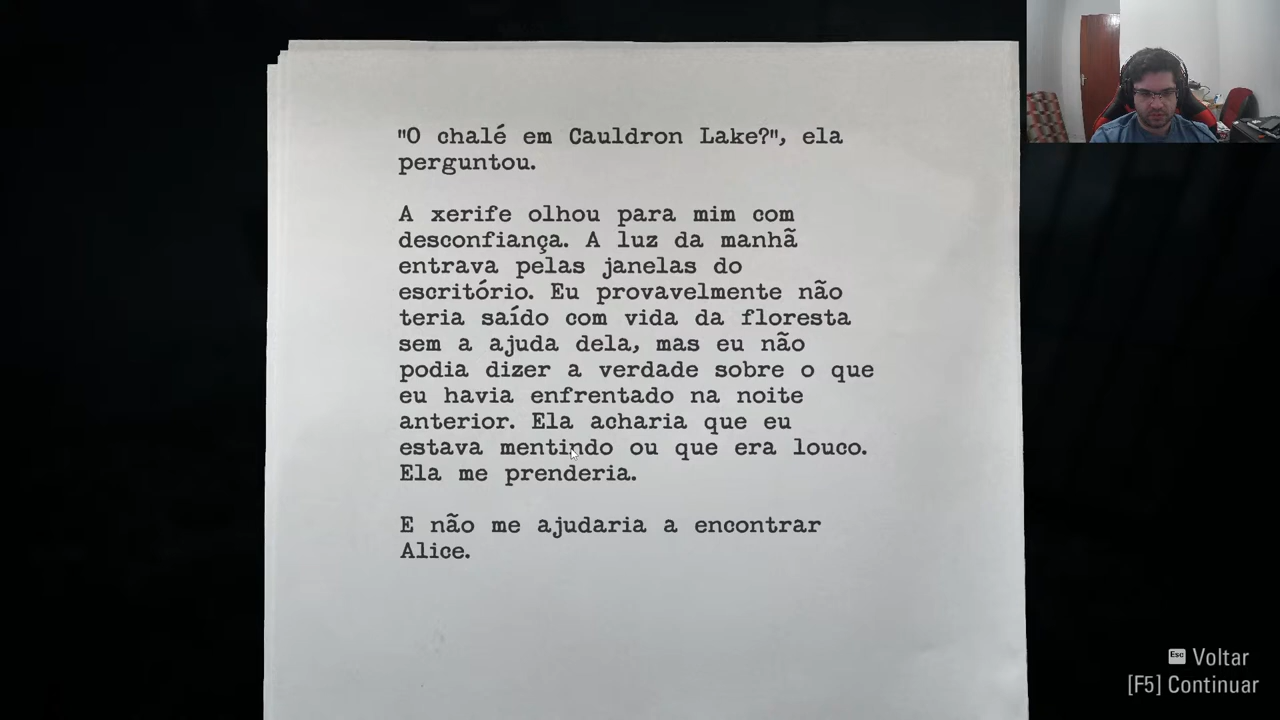 "O chalé em Cauldron Lake?", ela
perguntou.
A xerife olhou para mim com
desconfiança. A luz da manhã
entrava pelas janelas do
escritório. Eu provavelmente não
teria saído com vida da floresta
sem a ajuda dela, mas eu não
podia dizer a verdade sobre o que
eu havia enfrentado na noite
anterior. Ela acharia que eu
estava mentindo ou que era louco.
Ela me prenderia.
E não me ajudaria a encontrar
Alice.
Esc Voltar
[F5] Continuar